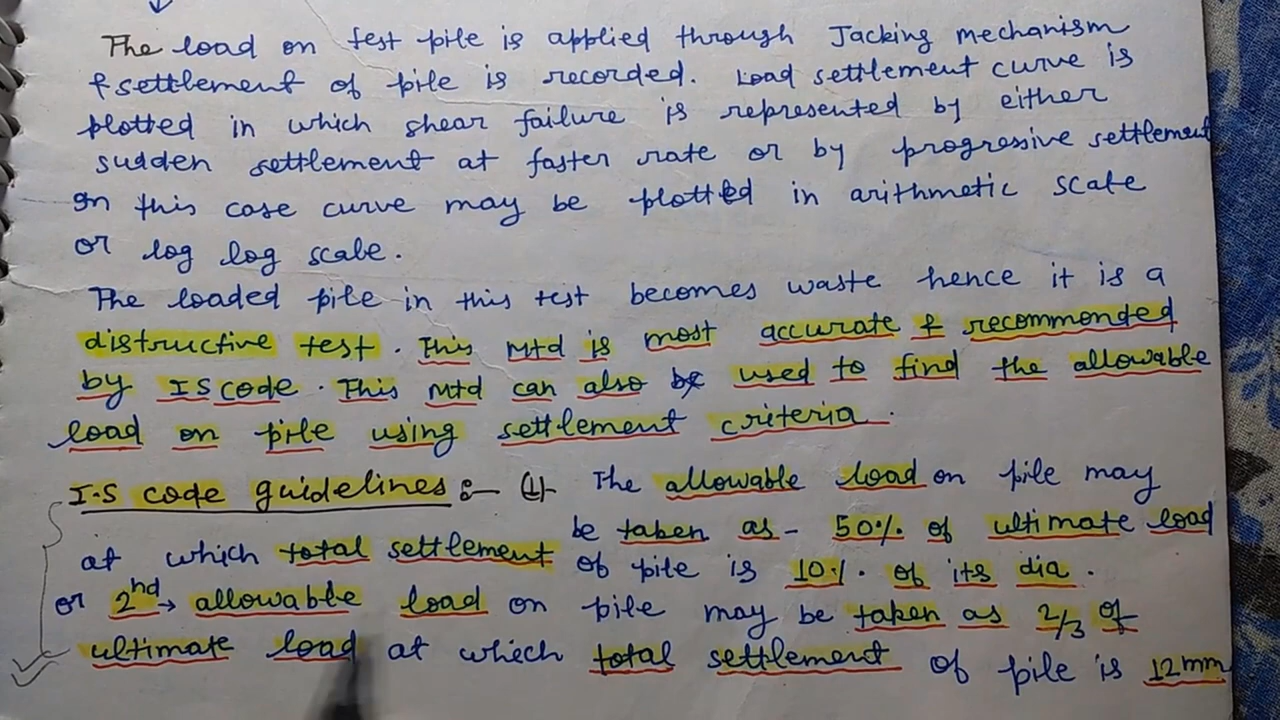 The load on test pile is applied through Jacking mechanism
& settlement of pile is recorded. Load settlement curve is
plotted in which shear failure is represented by either
sudden settlement at faster rate or by progressive settlement
In this case curve may be plotted in arithmetic scale
or log log scale.
The loaded pile in this test becomes waste hence it is a
distructive test. This Mtd is most accurate & recommonded
by IS code. This Mtd can also be used to find the allowable
load on pile using settlement criteria.
I.S code guidelines :- (1) The allowable load on pile may
be taken as - 50% of ultimate load
at which total settlement of pile is 10%. of its dia.
or 2nd → allowable load on pile may be taken as 2/3 of
ultimate load at which total settlement of pile is 12mm